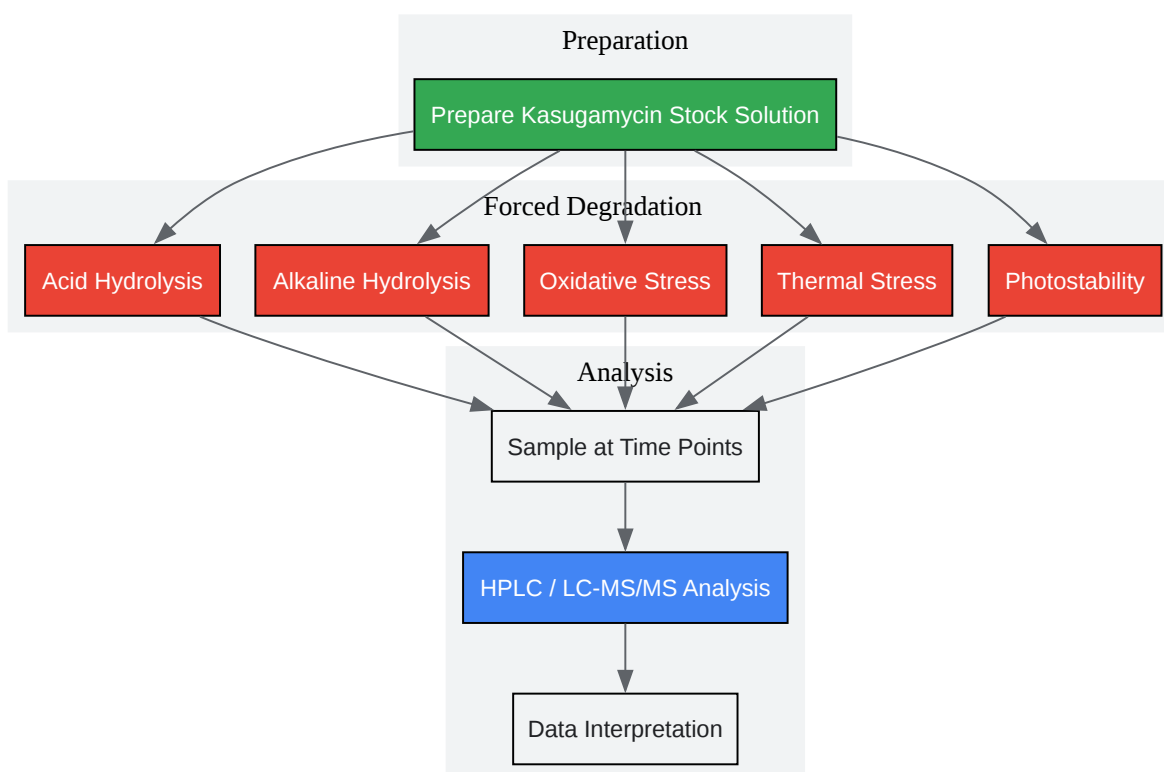 Preparation
Prepare Kasugamycin Stock Solution
Forced Degradation
Acid Hydrolysis
Alkaline Hydrolysis
Oxidative Stress
Thermal Stress
Photostability
Analysis
Sample at Time Points
HPLC / LC-MS/MS Analysis
Data Interpretation